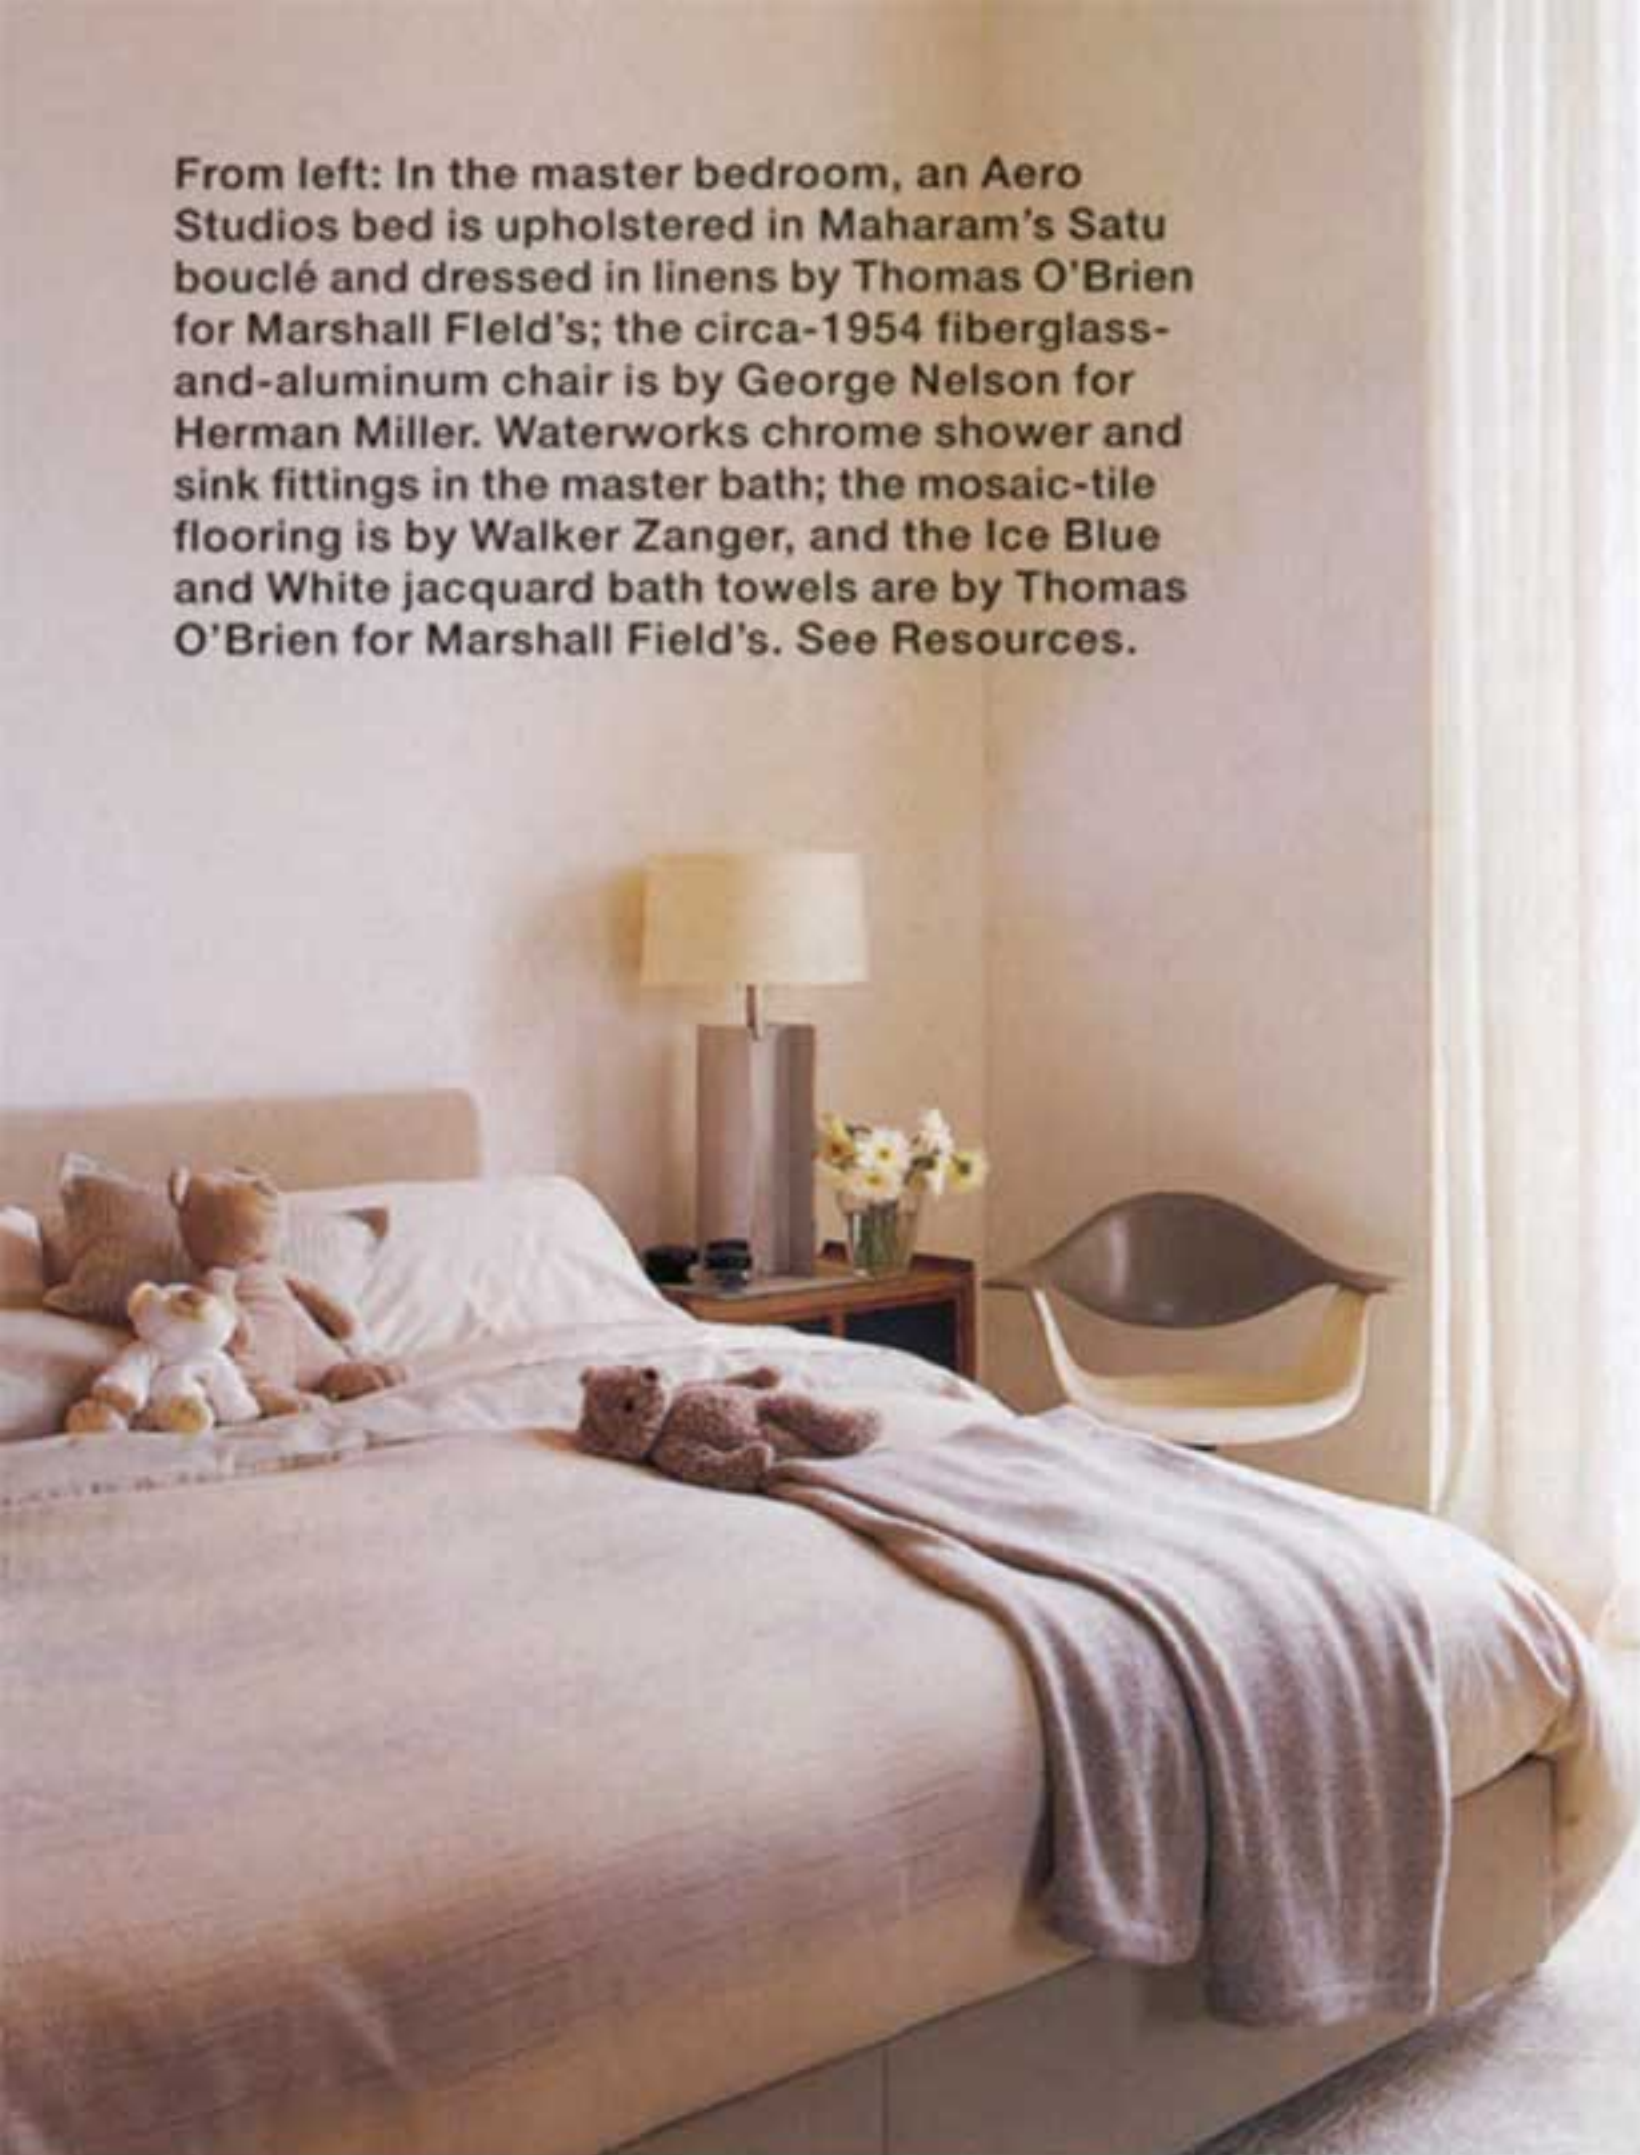 From left: In the master bedroom, an Aero
Studios bed is upholstered in Maharam's Satu
bouclé and dressed in linens by Thomas O'Brien
for Marshall FIeld's; the circa-1954 fiberglass-
and-aluminum chair is by George Nelson for
Herman Miller. Waterworks chrome shower and
sink fittings in the master bath; the mosaic-tile
flooring is by Walker Zanger, and the Ice Blue
and White jacquard bath towels are by Thomas
O'Brien for Marshall Field's. See Resources.